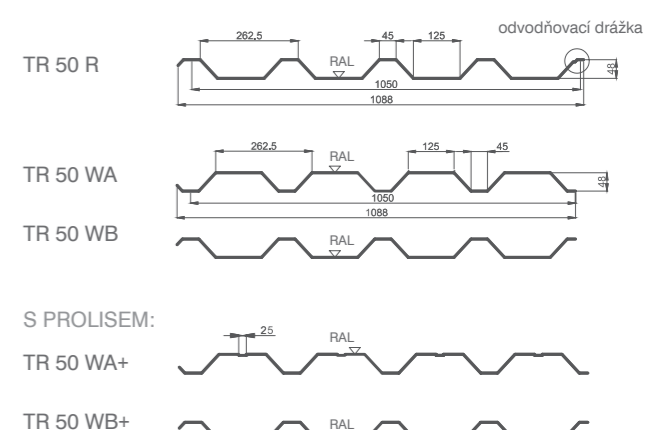 odvodňovací drážka
TR 50 R
262,5
45
125
RAL
48
1050
1088
TR 50 WA
262,5
RAL
125
45
48
1050
1088
TR 50 WB
RAL
S PROLISEM:
25
RAL
TR 50 WA+
TR 50 WB+
RAL